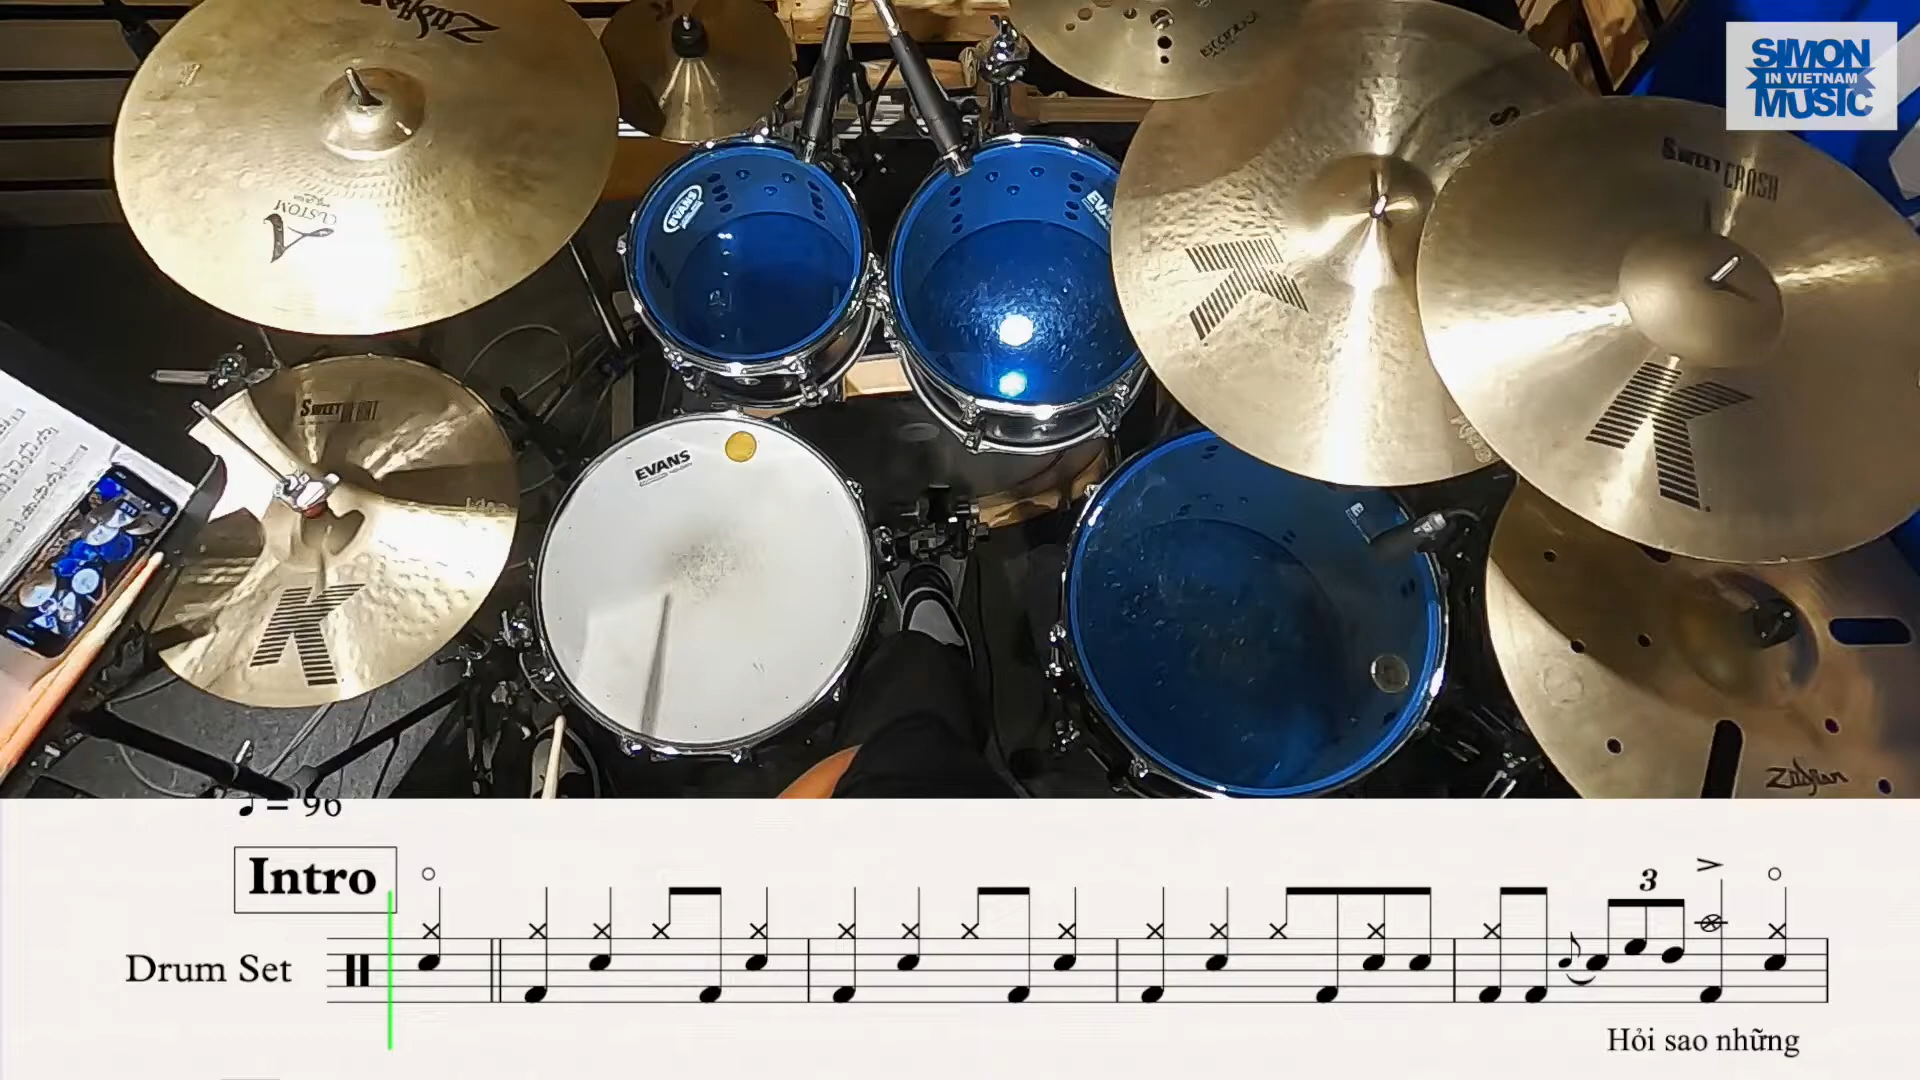 Zildjian
SIMON
IN VIETNAM
MUSIC
SWEET CRASH
CUSTOM
A
EVANS
K
K
SWEET
EVANS
K
Zildjian
♩ = 96
Intro
3
Drum Set
Hỏi sao những